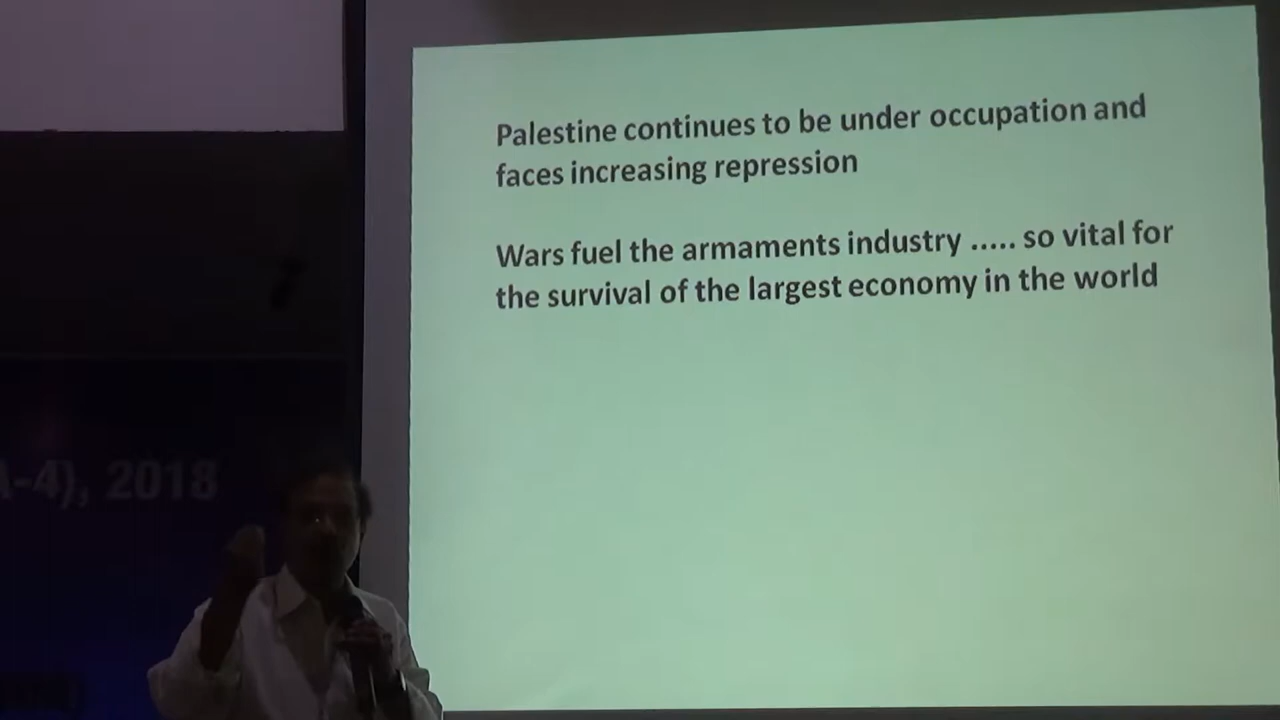 Palestine continues to be under occupation and
faces increasing repression
Wars fuel the armaments industry ..... so vital for
the survival of the largest economy in the world
-4), 2018